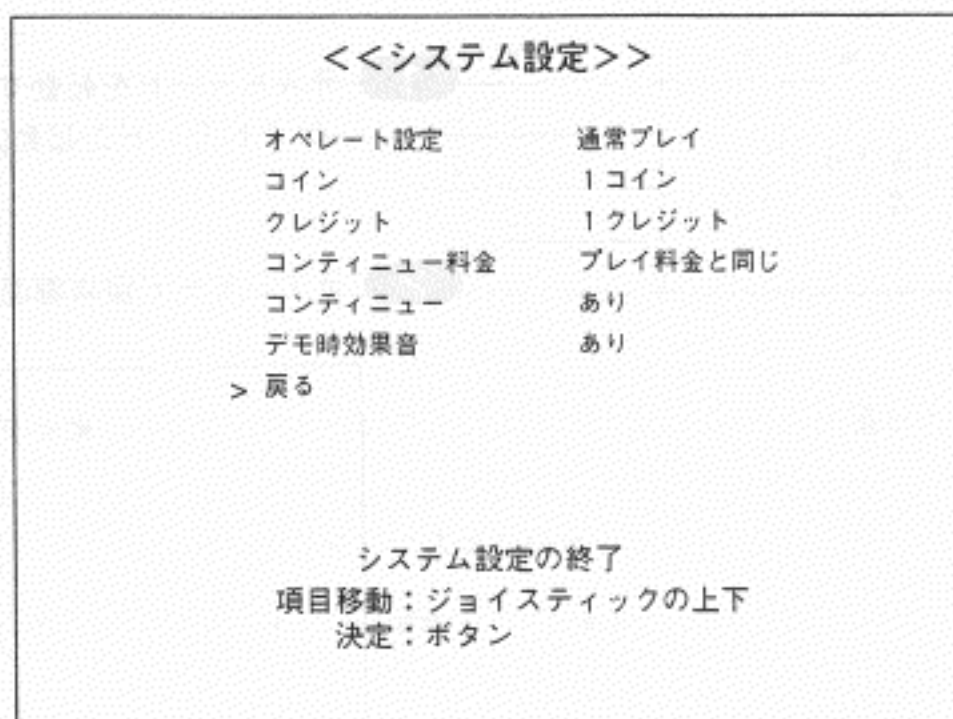 <<システム設定>>
オペレート設定 通常プレイ
コイン 1コイン
クレジット 1クレジット
コンティニュー料金 プレイ料金と同じ
コンティニュー あり
デモ時効果音 あり
> 戻る
システム設定の終了
項目移動：ジョイスティックの上下
決定：ボタン